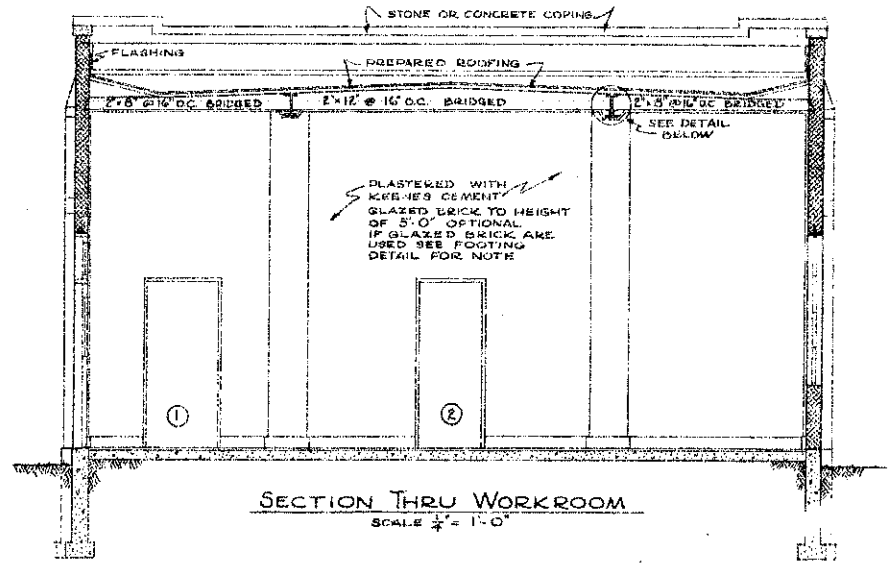 STONE OR CONCRETE COPING
FLASHING
PREPARED ROOFING
2"x8" @ 16" O.C. BRIDGED
2"x12" @ 16" O.C. BRIDGED
2"x8" @ 16" O.C. BRIDGED
SEE DETAIL
BELOW
PLASTERED WITH
KEENES CEMENT
GLAZED BRICK TO HEIGHT
OF 5'-0" OPTIONAL
IF GLAZED BRICK ARE
USED SEE FOOTING
DETAIL FOR NOTE
1
2
SECTION THRU WORKROOM
SCALE 1/4" = 1'-0"